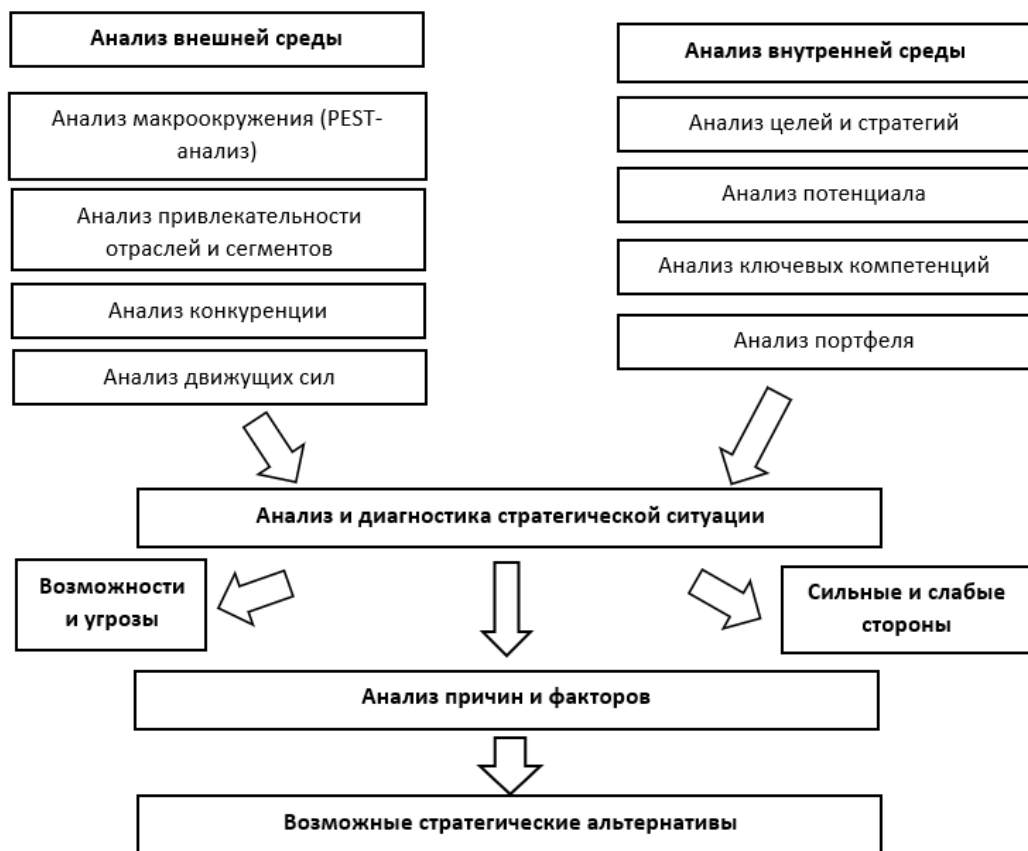 Анализ внешней среды
Анализ макроокружения (PEST-
анализ)
Анализ привлекательности
отраслей и сегментов
Анализ конкуренции
Анализ движущих сил
Анализ внутренней среды
Анализ целей и стратегий
Анализ потенциала
Анализ ключевых компетенций
Анализ портфеля
Анализ и диагностика стратегической ситуации
Возможности
и угрозы
Сильные и слабые
стороны
Анализ причин и факторов
Возможные стратегические альтернативы